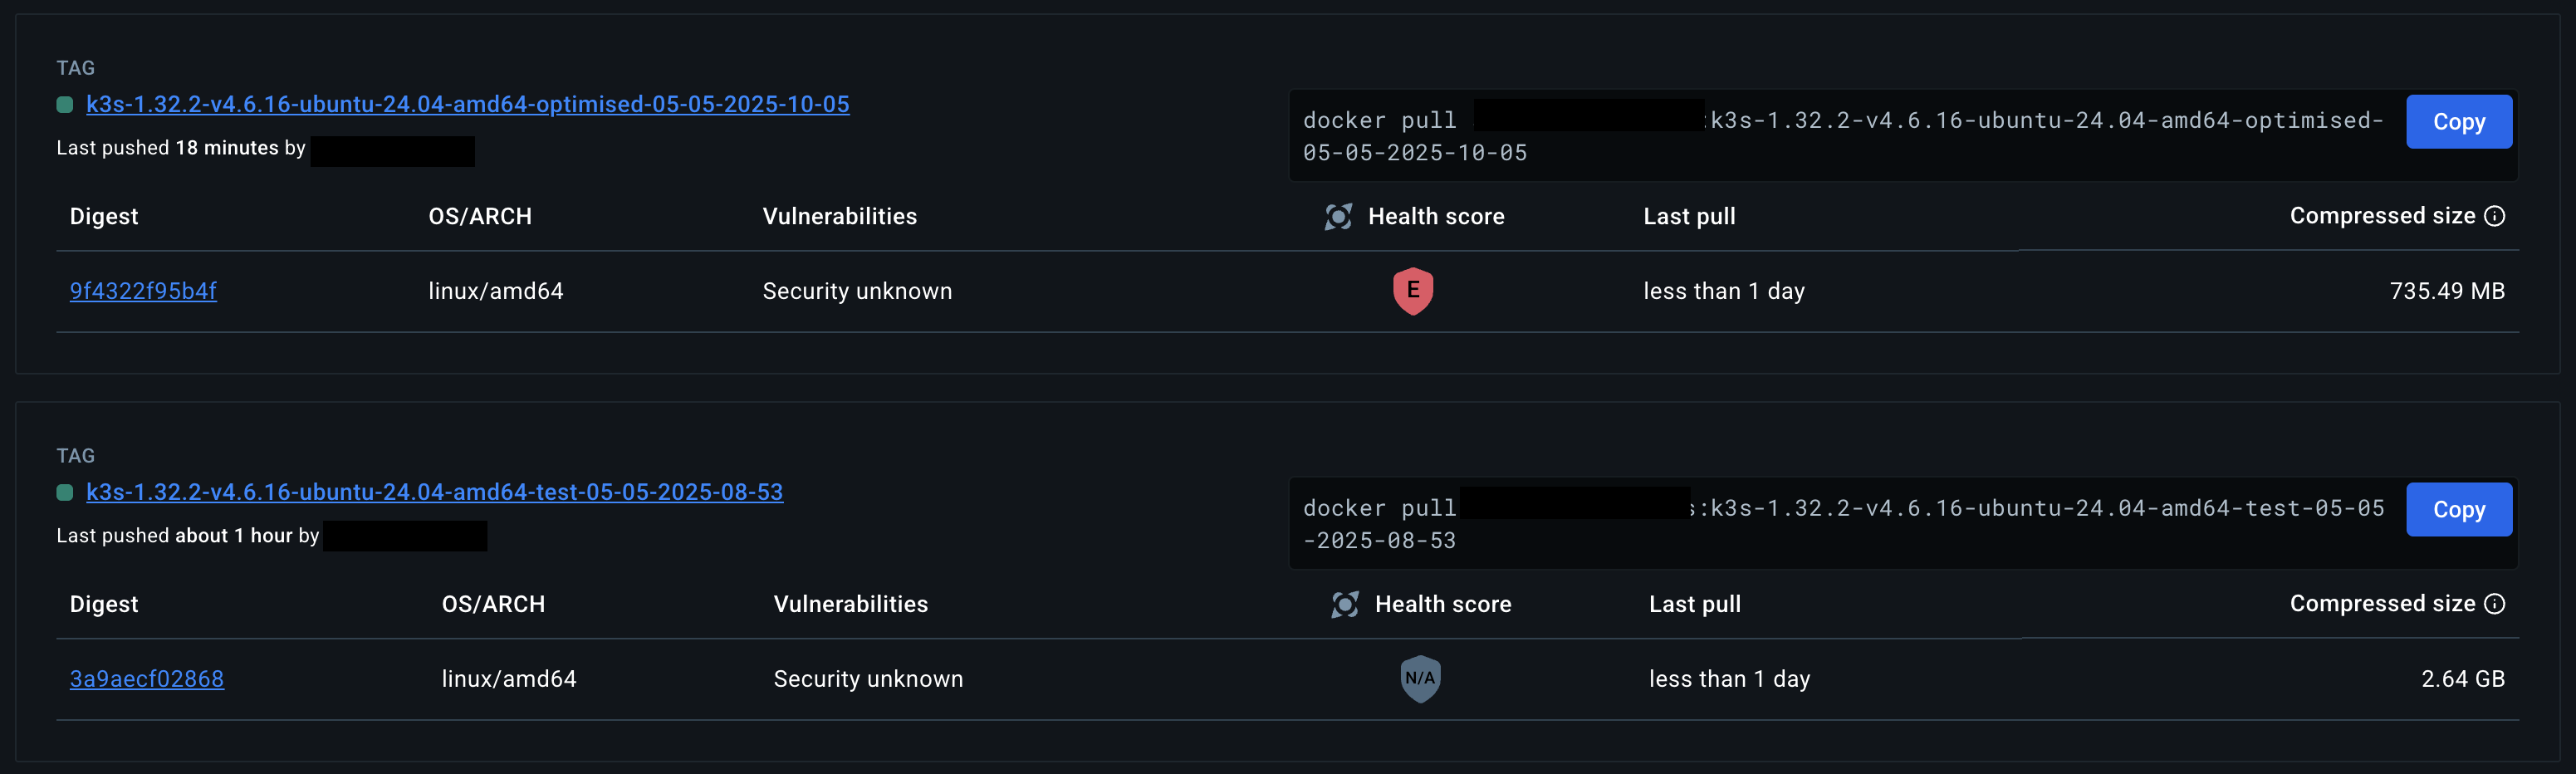 TAG
k3s-1.32.2-v4.6.16-ubuntu-24.04-amd64-optimised-05-05-2025-10-05
Last pushed 18 minutes by
docker pull :k3s-1.32.2-v4.6.16-ubuntu-24.04-amd64-optimised-
05-05-2025-10-05
Copy
Digest OS/ARCH Vulnerabilities Health score Last pull Compressed size
9f4322f95b4f linux/amd64 Security unknown E less than 1 day 735.49 MB
TAG
k3s-1.32.2-v4.6.16-ubuntu-24.04-amd64-test-05-05-2025-08-53
Last pushed about 1 hour by
docker pull s:k3s-1.32.2-v4.6.16-ubuntu-24.04-amd64-test-05-05
-2025-08-53
Copy
Digest OS/ARCH Vulnerabilities Health score Last pull Compressed size
3a9aecf02868 linux/amd64 Security unknown N/A less than 1 day 2.64 GB